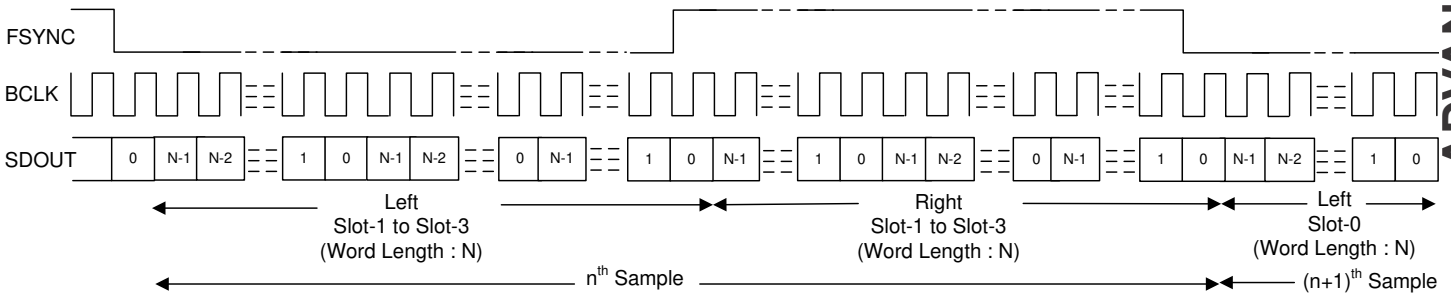 FSYNC
BCLK
SDOUT 0 N-1 N-2 1 0 N-1 N-2 0 N-1 1 0 N-1 1 0 N-1 N-2 0 N-1 1 0 N-1 N-2 1 0
Left Right Left
Slot-1 to Slot-3 Slot-1 to Slot-3 Slot-0
(Word Length : N) (Word Length : N) (Word Length : N)
nth Sample (n+1)th Sample